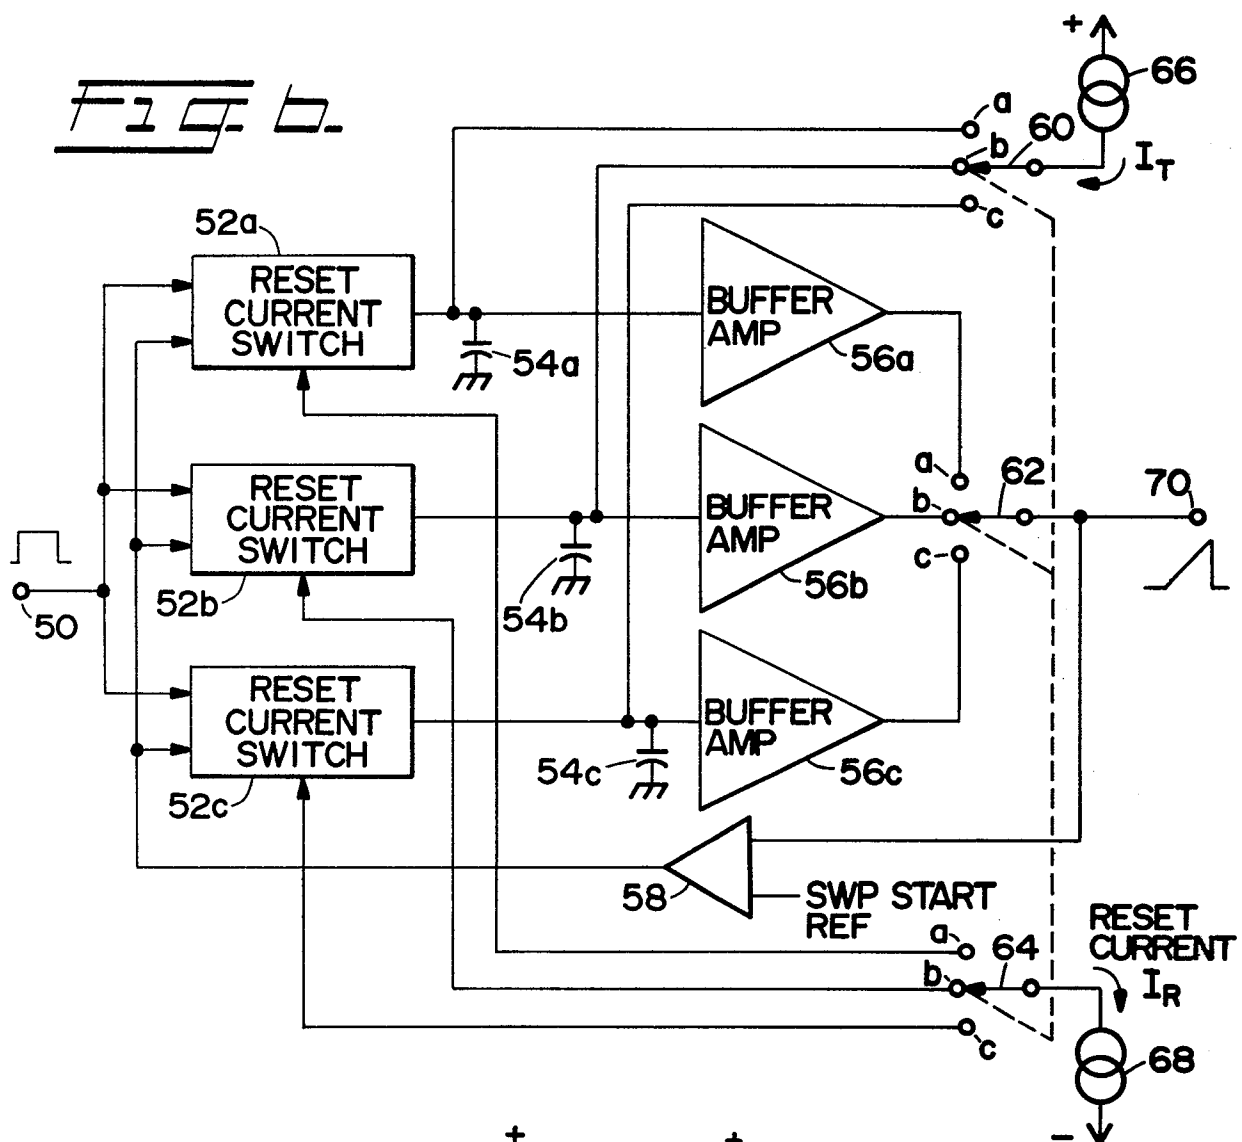 Fig. 6.
+
66
a
b
60
I_T
c
52a
RESET
CURRENT
SWITCH
54a
BUFFER
AMP
56a
RESET
CURRENT
SWITCH
52b
54b
BUFFER
AMP
56b
a
b
c
62
70
50
RESET
CURRENT
SWITCH
52c
54c
BUFFER
AMP
56c
58
SWP START
REF
a
b
64
c
RESET
CURRENT
I_R
68
+ +
−